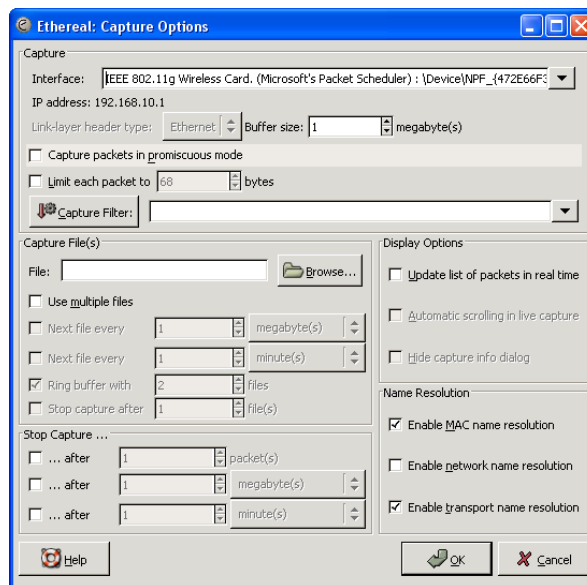 Ethereal: Capture Options
Capture
Interface: IEEE 802.11g Wireless Card. (Microsoft's Packet Scheduler) : \Device\NPF_{472E66F3
IP address: 192.168.10.1
Link-layer header type: Ethernet Buffer size: 1 megabyte(s)
Capture packets in promiscuous mode
Limit each packet to 68 bytes
Capture Filter:
Capture File(s)
File: Browse...
Use multiple files
Next file every 1 megabyte(s)
Next file every 1 minute(s)
Ring buffer with 2 files
Stop capture after 1 file(s)
Stop Capture ...
... after 1 packet(s)
... after 1 megabyte(s)
... after 1 minute(s)
Display Options
Update list of packets in real time
Automatic scrolling in live capture
Hide capture info dialog
Name Resolution
Enable MAC name resolution
Enable network name resolution
Enable transport name resolution
Help OK Cancel